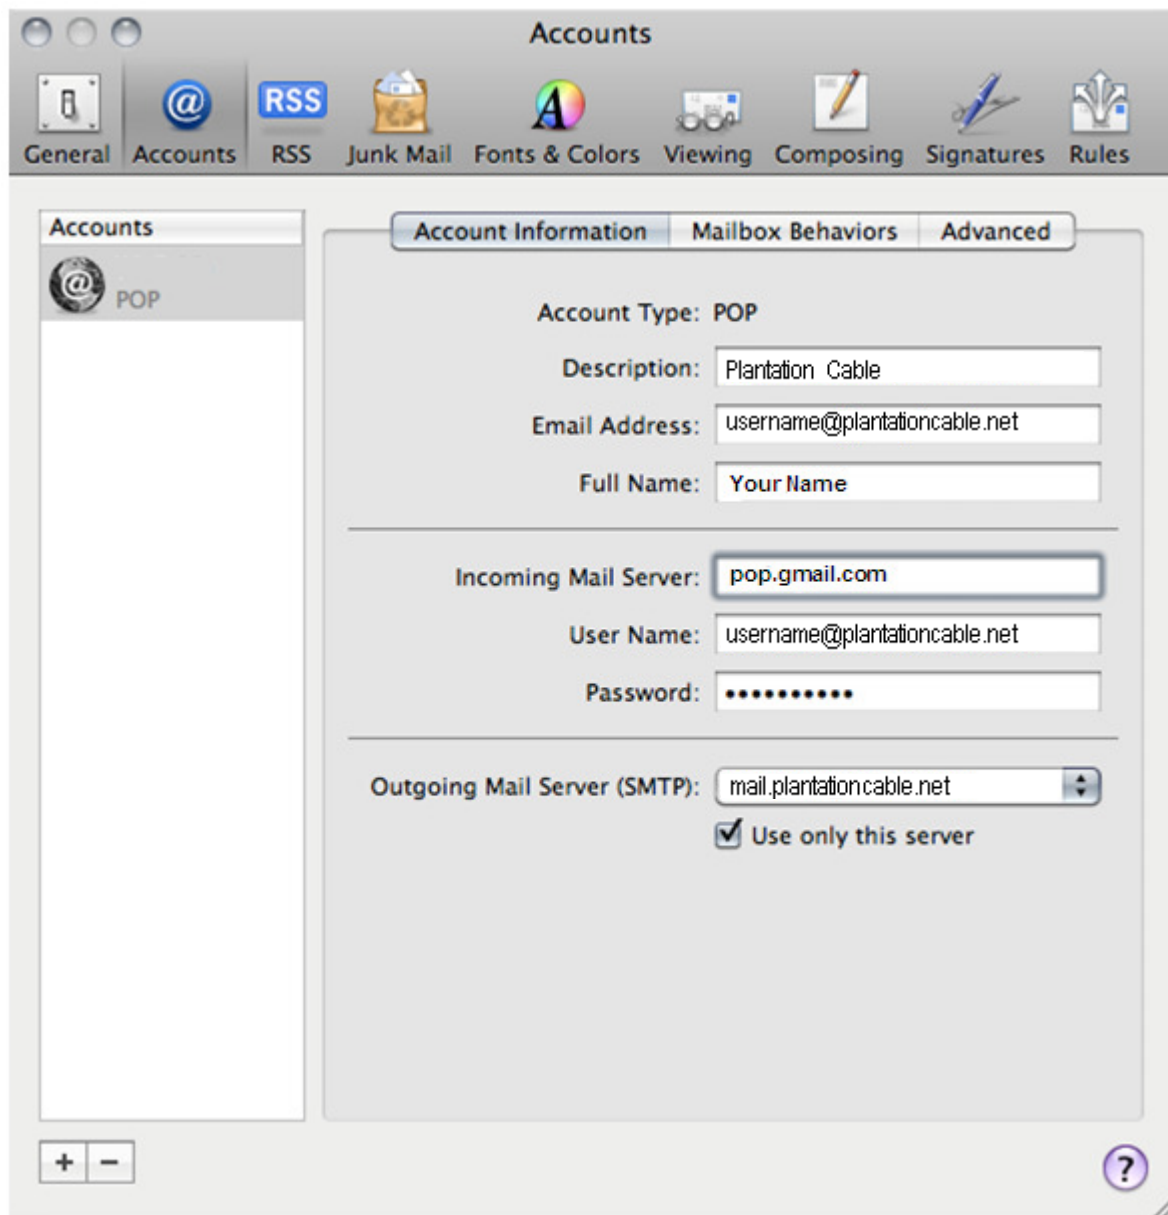 Accounts
General Accounts RSS Junk Mail Fonts & Colors Viewing Composing Signatures Rules
RSS
Accounts
@ POP
Account Information Mailbox Behaviors Advanced
Account Type: POP
Description: Plantation Cable
Email Address: username@plantationcable.net
Full Name: Your Name
Incoming Mail Server: pop.gmail.com
User Name: username@plantationcable.net
Password: ••••••••••
Outgoing Mail Server (SMTP): mail.plantationcable.net
Use only this server
+ −
?